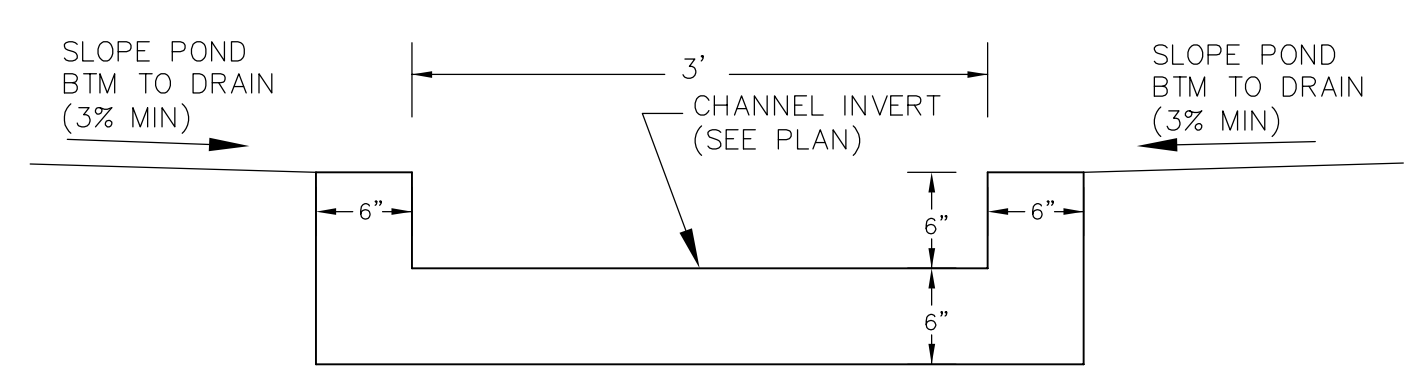 SLOPE POND
BTM TO DRAIN
(3% MIN)
3'
CHANNEL INVERT
(SEE PLAN)
SLOPE POND
BTM TO DRAIN
(3% MIN)
6"
6"
6"
6"